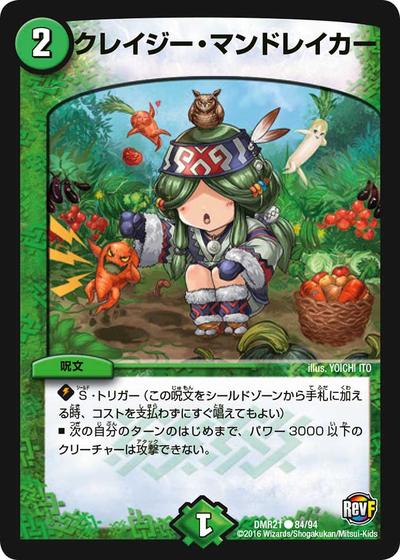 2 クレイジー・マンドレイカー
illus. YOICHI ITO
呪文
S・トリガー(この呪文をシールドゾーンから手札に加え
る時、コストを支払わずにすぐ唱えてもよい)
■ 次の自分のターンのはじめまで、パワー3000以下の
クリーチャーは攻撃できない。
1
RevF
DMR21 ● 84/94
©2016 Wizards/Shogakukan/Mitsui-Kids